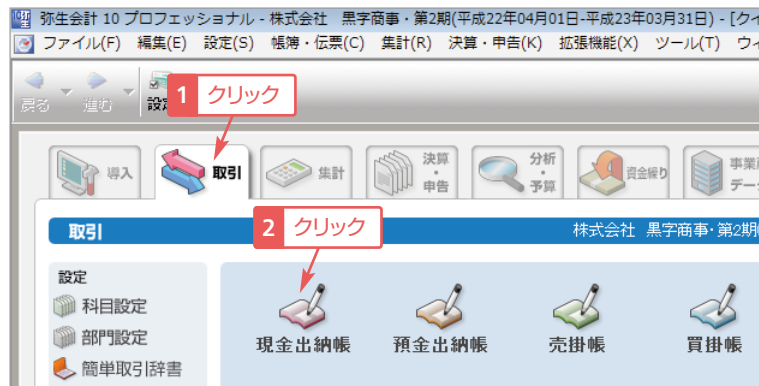 弥生会計 10 プロフェッショナル - 株式会社 黒字商事・第2期(平成22年04月01日-平成23年03月31日) - [クイ
ファイル(F) 編集(E) 設定(S) 帳簿・伝票(C) 集計(R) 決算・申告(K) 拡張機能(X) ツール(T) ウィ
戻る 進む 設定
1 クリック
導入 取引 集計 決算・申告 分析・予算 資金繰り 事業
デー
取引 株式会社 黒字商事・第2期
2 クリック
設定
科目設定
部門設定
簡単取引辞書
現金出納帳 預金出納帳 売掛帳 買掛帳